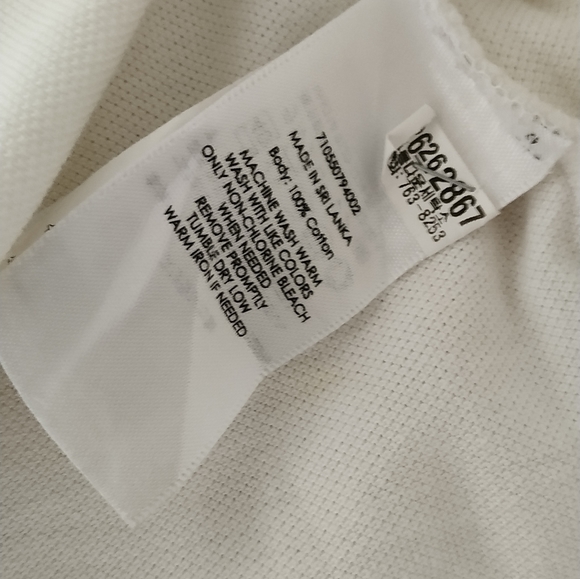 710550794002
MADE IN SRI LANKA
Body: 100% Cotton
MACHINE WASH WARM
WASH WITH LIKE COLORS
ONLY NON-CHLORINE BLEACH
WHEN NEEDED
REMOVE PROMPTLY
TUMBLE DRY LOW
WARM IRON IF NEEDED
62622867
763-8253